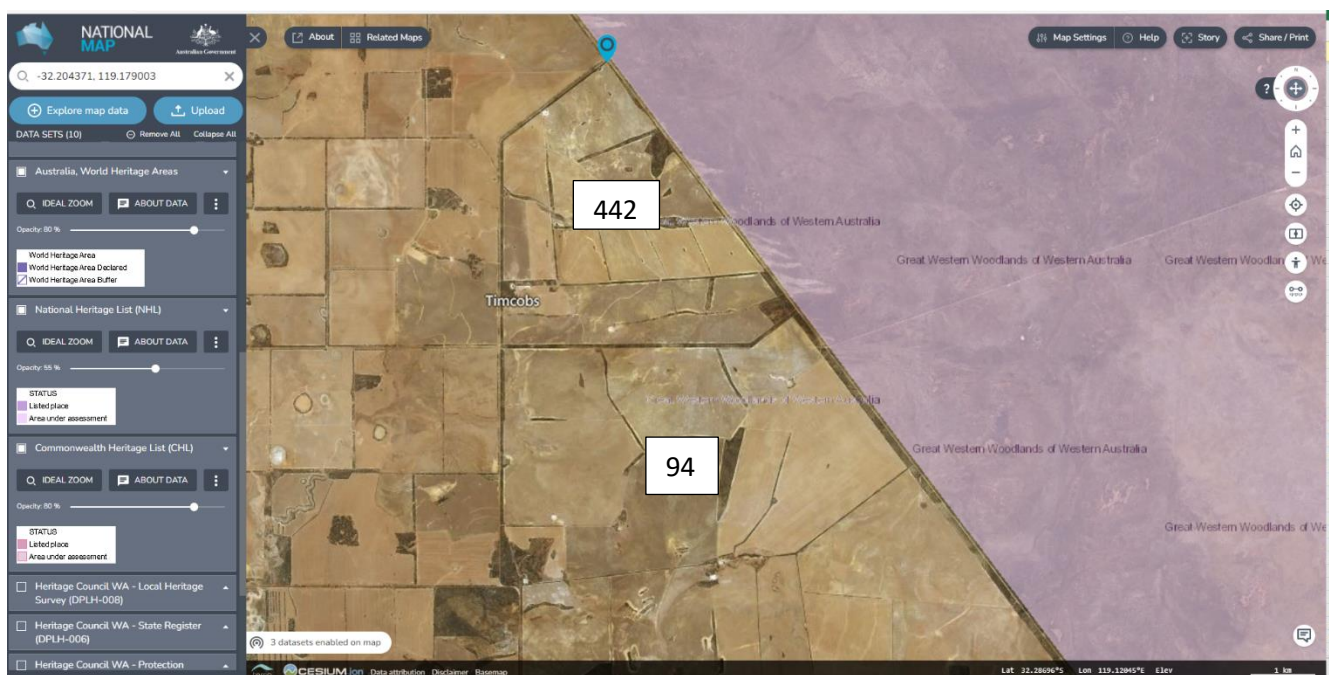 NATIONAL
MAP
Australian Government
About
Related Maps
Map Settings
Help
Story
Share / Print
-32.204371, 119.179003
Explore map data
Upload
DATA SETS (10)
Remove All
Collapse All
Australia, World Heritage Areas
IDEAL ZOOM
ABOUT DATA
Opacity: 80 %
World Heritage Area
World Heritage Area Declared
World Heritage Area Buffer
National Heritage List (NHL)
IDEAL ZOOM
ABOUT DATA
Opacity: 55 %
STATUS
Listed place
Area under assessment
Commonwealth Heritage List (CHL)
IDEAL ZOOM
ABOUT DATA
Opacity: 80 %
STATUS
Listed place
Area under assessment
Heritage Council WA - Local Heritage
Survey (DPLH-008)
Heritage Council WA - State Register
(DPLH-006)
Heritage Council WA - Protection
?
442
Western Woodlands of Western Australia
Great Western Woodlands of Western Australia
Great Western Woodlan
We
Timcobs
Great Western Woodlands of Western Australia
94
Great Western Woodlands of We
3 datasets enabled on map
CESIUM ion
Data attribution
Disclaimer
Basemap
Lat 32.28696°S
Lon 119.12045°E
Elev
1 km